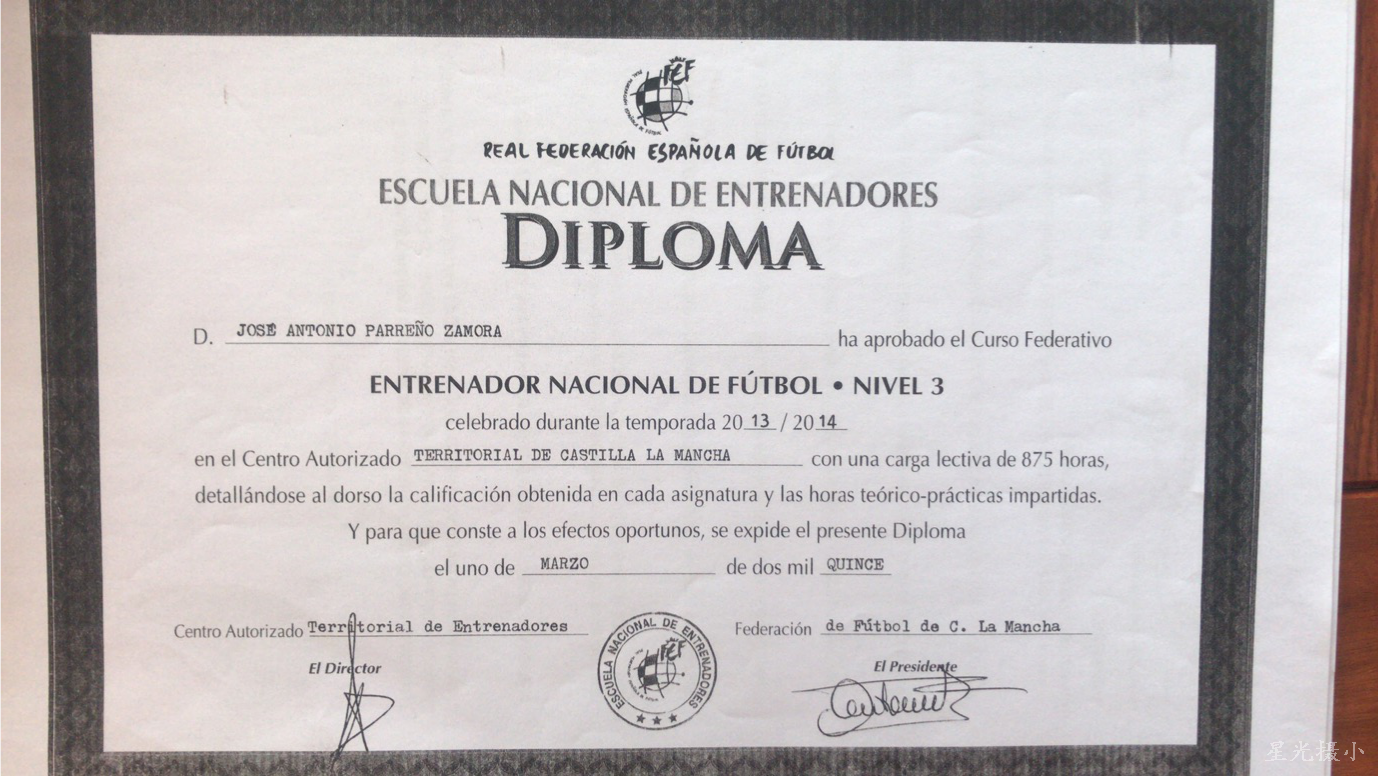 RFEF
REAL FEDERACIÓN ESPAÑOLA DE FÚTBOL
ESCUELA NACIONAL DE ENTRENADORES
DIPLOMA
D. JOSÉ ANTONIO PARREÑO ZAMORA ha aprobado el Curso Federativo
ENTRENADOR NACIONAL DE FÚTBOL • NIVEL 3
celebrado durante la temporada 2013 / 2014
en el Centro Autorizado TERRITORIAL DE CASTILLA LA MANCHA con una carga lectiva de 875 horas,
detallándose al dorso la calificación obtenida en cada asignatura y las horas teórico-prácticas impartidas.
Y para que conste a los efectos oportunos, se expide el presente Diploma
el uno de MARZO de dos mil QUINCE
Centro Autorizado Territorial de Entrenadores
Federación de Fútbol de C. La Mancha
El Director
El Presidente
ESCUELA NACIONAL DE ENTRENADORES
星光摄小